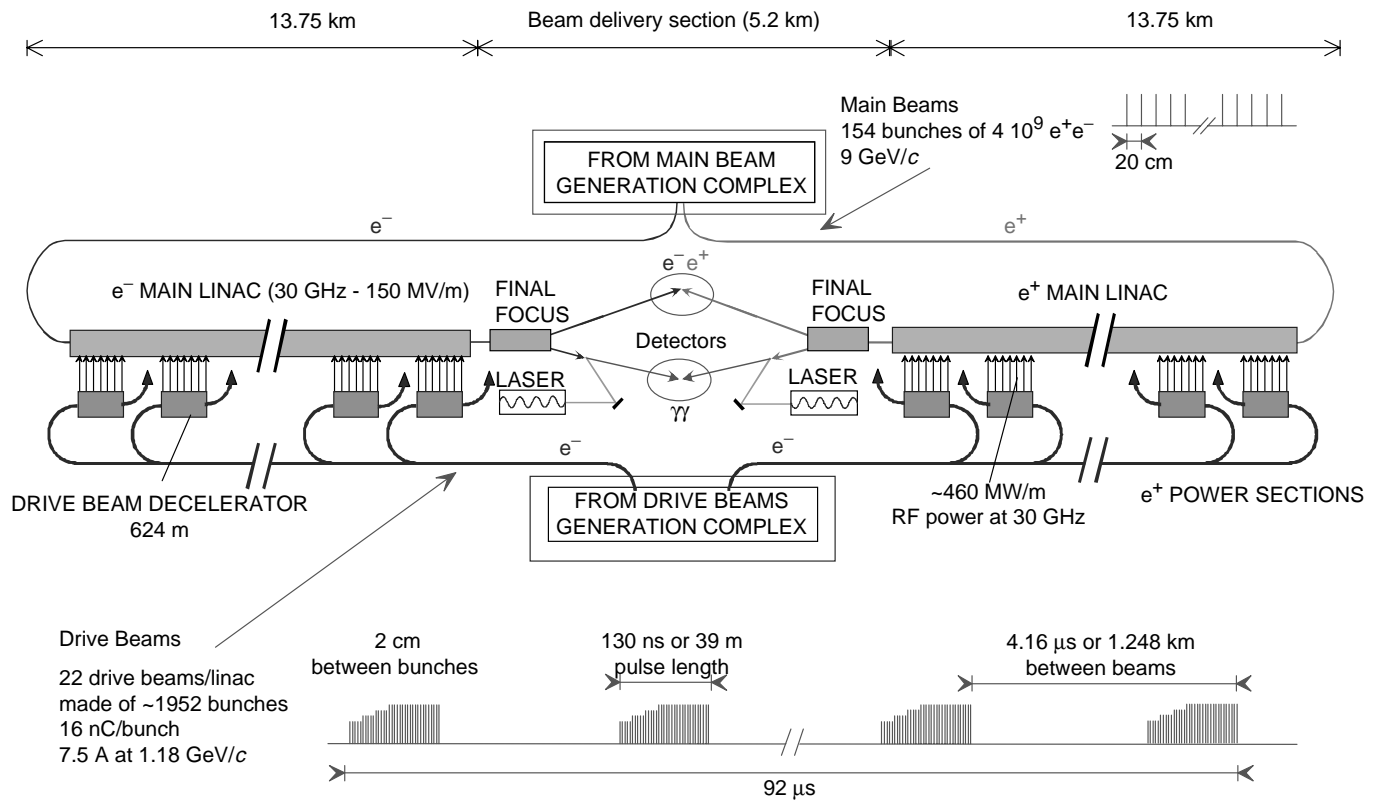 13.75 km
Beam delivery section (5.2 km)
13.75 km
Main Beams
154 bunches of 4 10⁹ e⁺e⁻
9 GeV/c
20 cm
FROM MAIN BEAM
GENERATION COMPLEX
e⁻
e⁺
e⁻ e⁺
e⁻ MAIN LINAC (30 GHz - 150 MV/m)
FINAL
FOCUS
FINAL
FOCUS
e⁺ MAIN LINAC
Detectors
LASER
LASER
γγ
e⁻
e⁻
DRIVE BEAM DECELERATOR
624 m
FROM DRIVE BEAMS
GENERATION COMPLEX
~460 MW/m
RF power at 30 GHz
e⁺ POWER SECTIONS
Drive Beams
22 drive beams/linac
made of ~1952 bunches
16 nC/bunch
7.5 A at 1.18 GeV/c
2 cm
between bunches
130 ns or 39 m
pulse length
4.16 μs or 1.248 km
between beams
92 μs